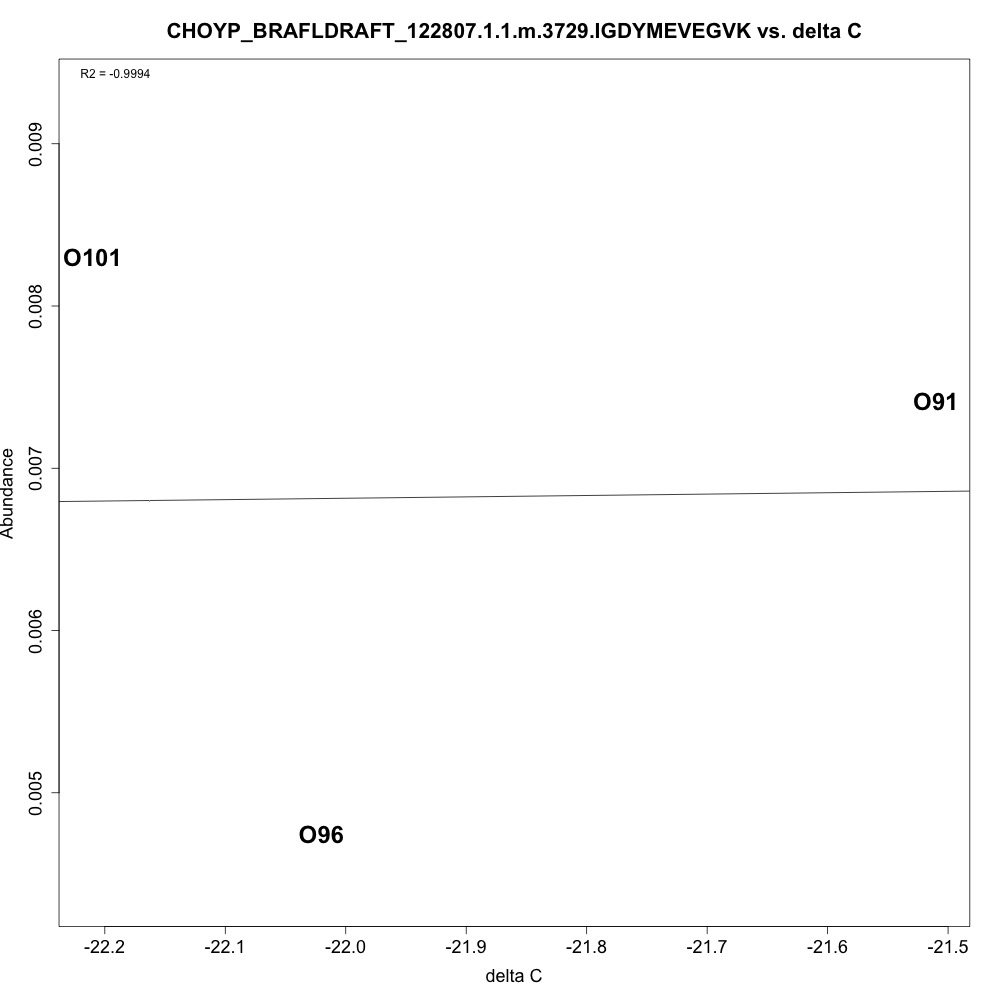 CHOYP_BRAFLDRAFT_122807.1.1.m.3729.IGDYMEVEGVK vs. delta C
R2 = -0.9994
0.009
O101
0.008
O91
0.007
Abundance
0.006
0.005
O96
-22.2 -22.1 -22.0 -21.9 -21.8 -21.7 -21.6 -21.5
delta C